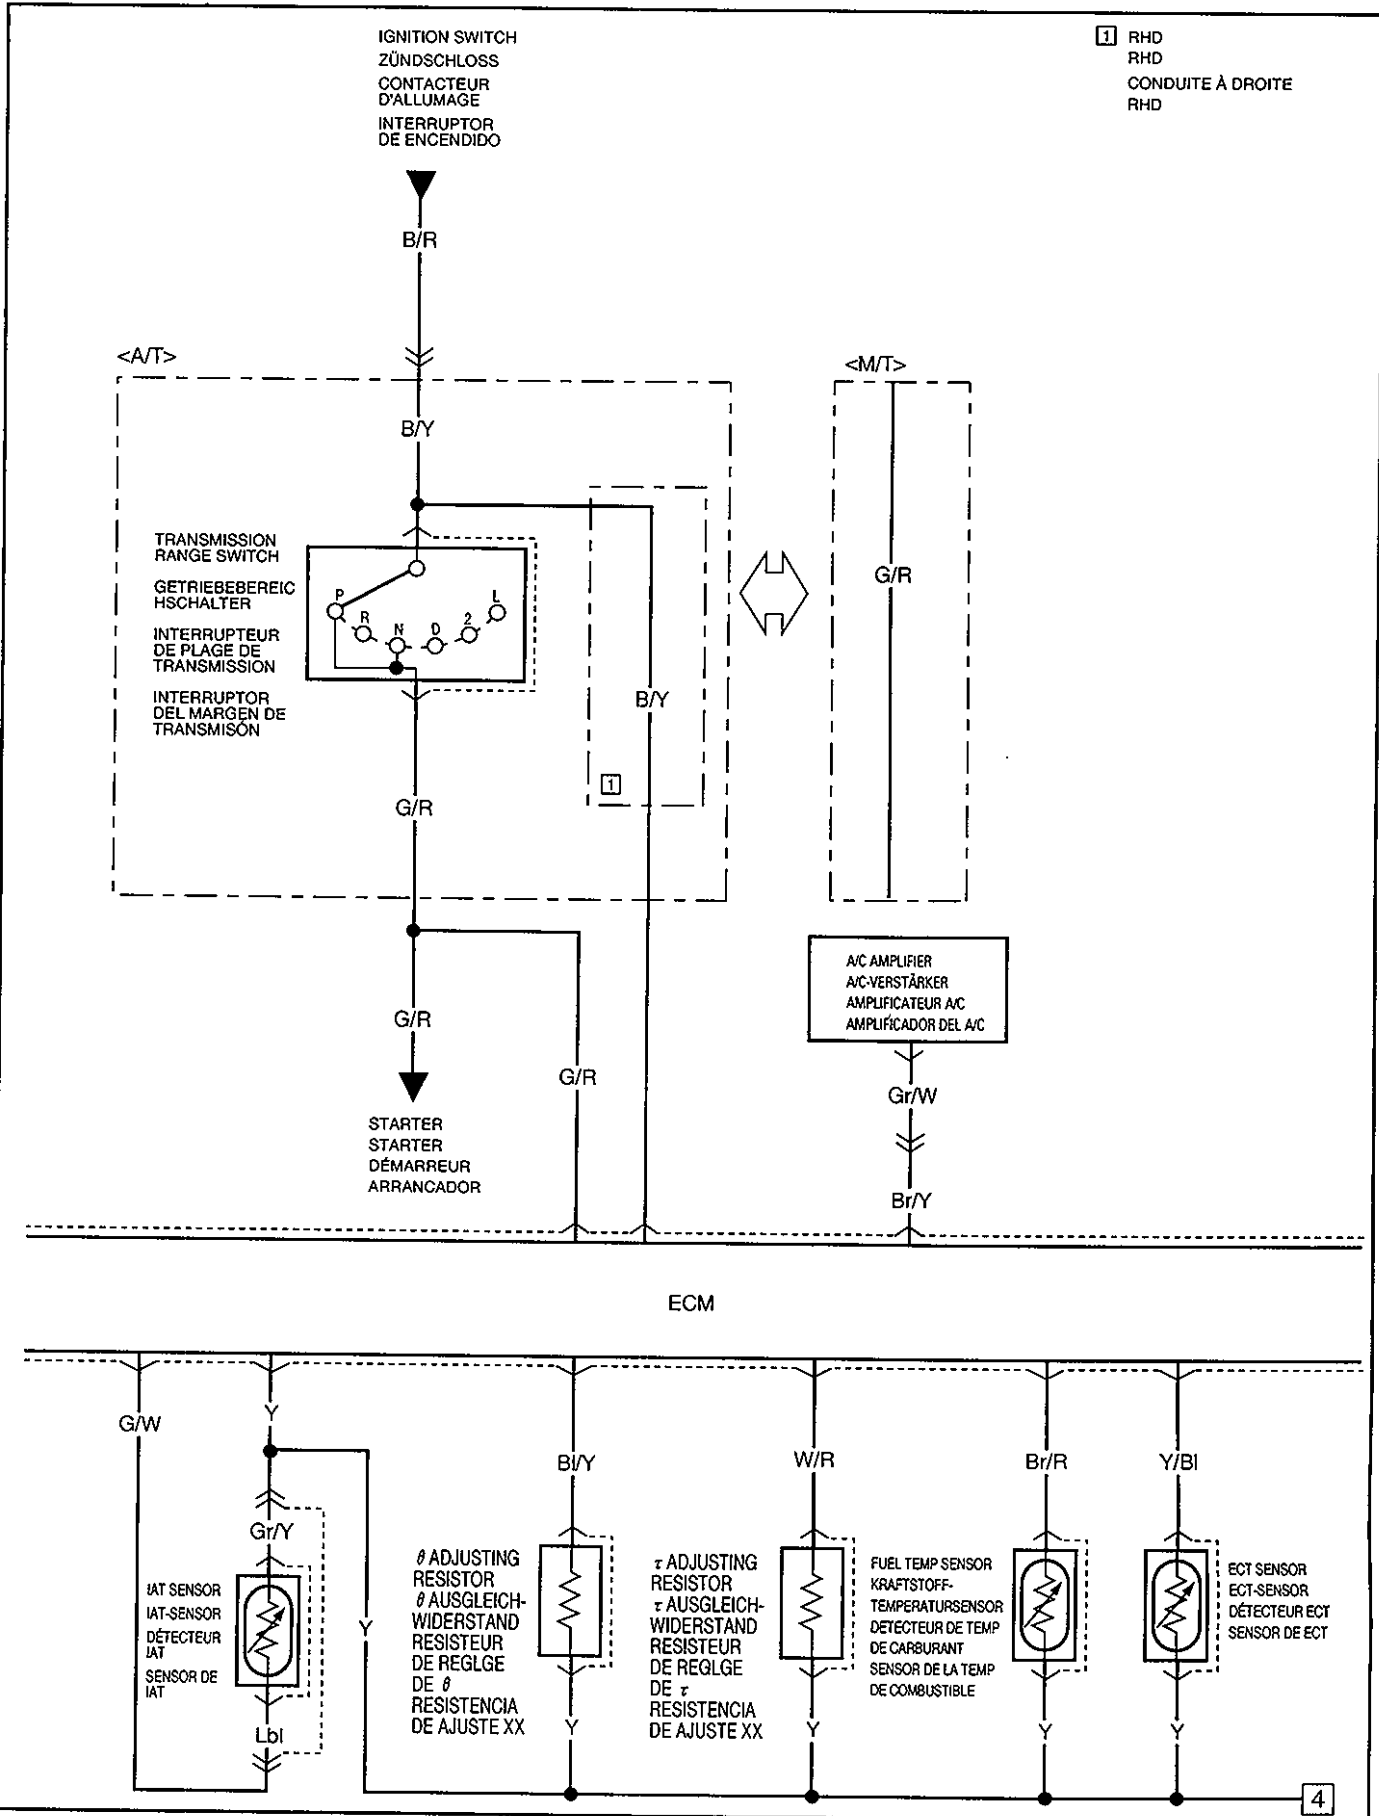 IGNITION SWITCH
ZÜNDSCHLOSS
CONTACTEUR
D'ALLUMAGE
INTERRUPTOR
DE ENCENDIDO
1 RHD
RHD
CONDUITE À DROITE
RHD
B/R
<A/T>
<M/T>
B/Y
TRANSMISSION
RANGE SWITCH
GETRIEBEBEREIC
HSCHALTER
INTERRUPTEUR
DE PLAGE DE
TRANSMISSION
INTERRUPTOR
DEL MARGEN DE
TRANSMISÓN
P
R
N
D
2
L
G/R
B/Y
1
G/R
A/C AMPLIFIER
A/C-VERSTÄRKER
AMPLIFICATEUR A/C
AMPLIFICADOR DEL A/C
G/R
G/R
Gr/W
STARTER
STARTER
DÉMARREUR
ARRANCADOR
Br/Y
ECM
G/W
Y
Bl/Y
W/R
Br/R
Y/Bl
Gr/Y
IAT SENSOR
IAT-SENSOR
DÉTECTEUR
IAT
SENSOR DE
IAT
Y
θ ADJUSTING
RESISTOR
θ AUSGLEICH-
WIDERSTAND
RESISTEUR
DE REGLGE
DE θ
RESISTENCIA
DE AJUSTE XX
τ ADJUSTING
RESISTOR
τ AUSGLEICH-
WIDERSTAND
RESISTEUR
DE REGLGE
DE τ
RESISTENCIA
DE AJUSTE XX
FUEL TEMP SENSOR
KRAFTSTOFF-
TEMPERATURSENSOR
DETECTEUR DE TEMP
DE CARBURANT
SENSOR DE LA TEMP
DE COMBUSTIBLE
ECT SENSOR
ECT-SENSOR
DÉTECTEUR ECT
SENSOR DE ECT
Lbl
Y
Y
Y
Y
4